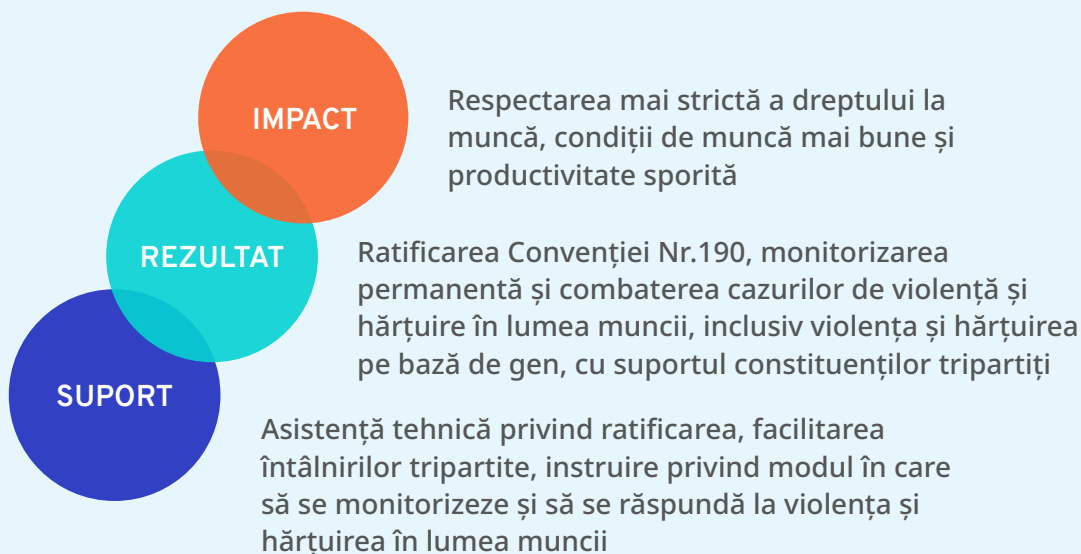 IMPACT
Respectarea mai strictă a dreptului la
muncă, condiții de muncă mai bune și
productivitate sporită
REZULTAT
Ratificarea Convenției Nr.190, monitorizarea
permanentă și combaterea cazurilor de violență și
hărțuire în lumea muncii, inclusiv violența și hărțuirea
pe bază de gen, cu suportul constituenților tripartiți
SUPORT
Asistență tehnică privind ratificarea, facilitarea
întâlnirilor tripartite, instruire privind modul în care
să se monitorizeze și să se răspundă la violența și
hărțuirea în lumea muncii